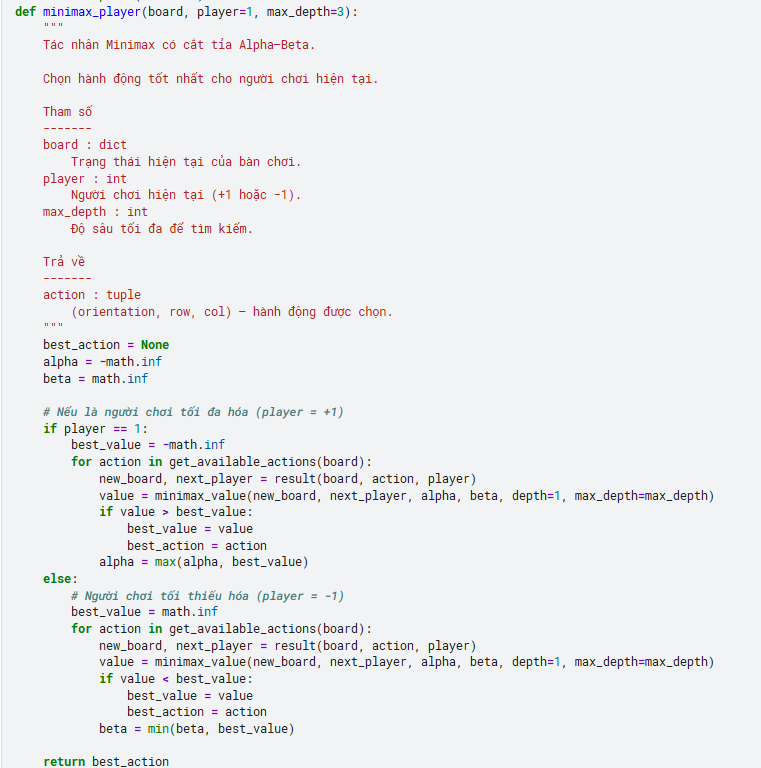 def minimax_player(board, player=1, max_depth=3):
    """
    Tác nhân Minimax có cắt tỉa Alpha–Beta.
    Chọn hành động tốt nhất cho người chơi hiện tại.
    Tham số
    -------
    board : dict
        Trạng thái hiện tại của bàn chơi.
    player : int
        Người chơi hiện tại (+1 hoặc -1).
    max_depth : int
        Độ sâu tối đa để tìm kiếm.
    Trả về
    -------
    action : tuple
        (orientation, row, col) – hành động được chọn.
    """
    best_action = None
    alpha = -math.inf
    beta = math.inf
    # Nếu là người chơi tối đa hóa (player = +1)
    if player == 1:
        best_value = -math.inf
        for action in get_available_actions(board):
            new_board, next_player = result(board, action, player)
            value = minimax_value(new_board, next_player, alpha, beta, depth=1, max_depth=max_depth)
            if value > best_value:
                best_value = value
                best_action = action
            alpha = max(alpha, best_value)
    else:
        # Người chơi tối thiểu hóa (player = -1)
        best_value = math.inf
        for action in get_available_actions(board):
            new_board, next_player = result(board, action, player)
            value = minimax_value(new_board, next_player, alpha, beta, depth=1, max_depth=max_depth)
            if value < best_value:
                best_value = value
                best_action = action
            beta = min(beta, best_value)
    return best_action